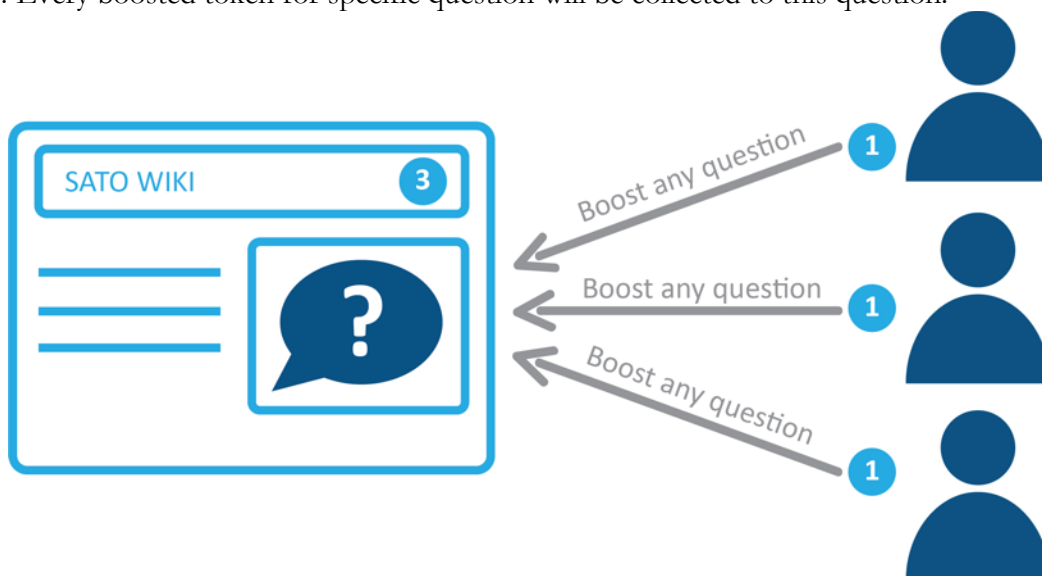 . Every boosted token for specific question will be collected to this question.
SATO WIKI
3
?
Boost any question
1
Boost any question
1
Boost any question
1